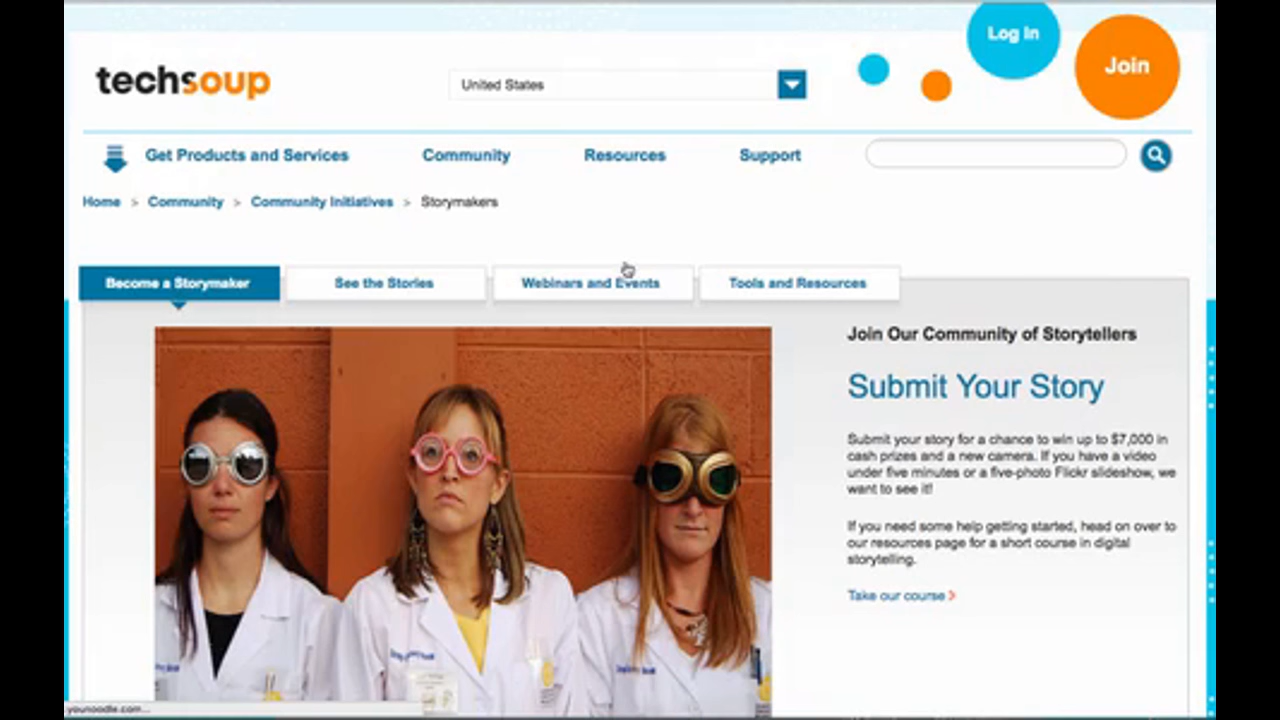 Log In
Join
techsoup
United States
Get Products and Services
Community
Resources
Support
Home > Community > Community Initiatives > Storymakers
Become a Storymaker
See the Stories
Webinars and Events
Tools and Resources
Join Our Community of Storytellers
Submit Your Story
Submit your story for a chance to win up to $7,000 in
cash prizes and a new camera. If you have a video
under five minutes or a five-photo Flickr slideshow, we
want to see it!
If you need some help getting started, head on over to
our resources page for a short course in digital
storytelling.
Take our course >
younoodle.com...